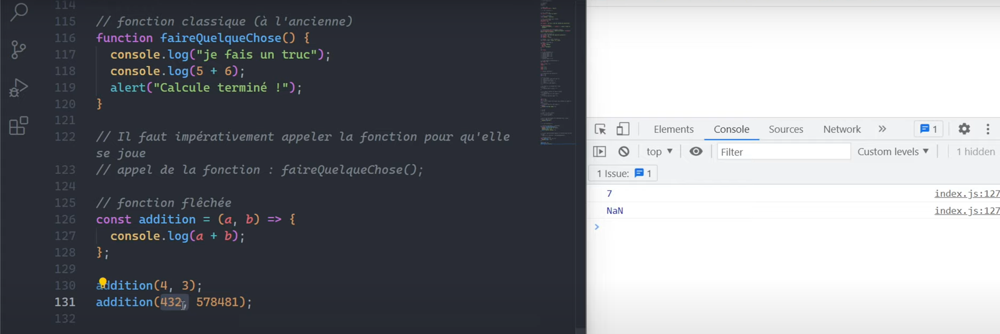 114
115 // fonction classique (à l'ancienne)
116 function faireQuelqueChose() {
117 console.log("je fais un truc");
118 console.log(5 + 6);
119 alert("Calcule terminé !");
120 }
121
122 // Il faut impérativement appeler la fonction pour qu'elle
se joue
123 // appel de la fonction : faireQuelqueChose();
124
125 // fonction flêchée
126 const addition = (a, b) => {
127 console.log(a + b);
128 };
129
130 addition(4, 3);
131 addition(432, 578481);
132
Elements Console Sources Network » 1
top Filter Custom levels 1 hidden
1 Issue: 1
7 index.js:127
NaN index.js:127